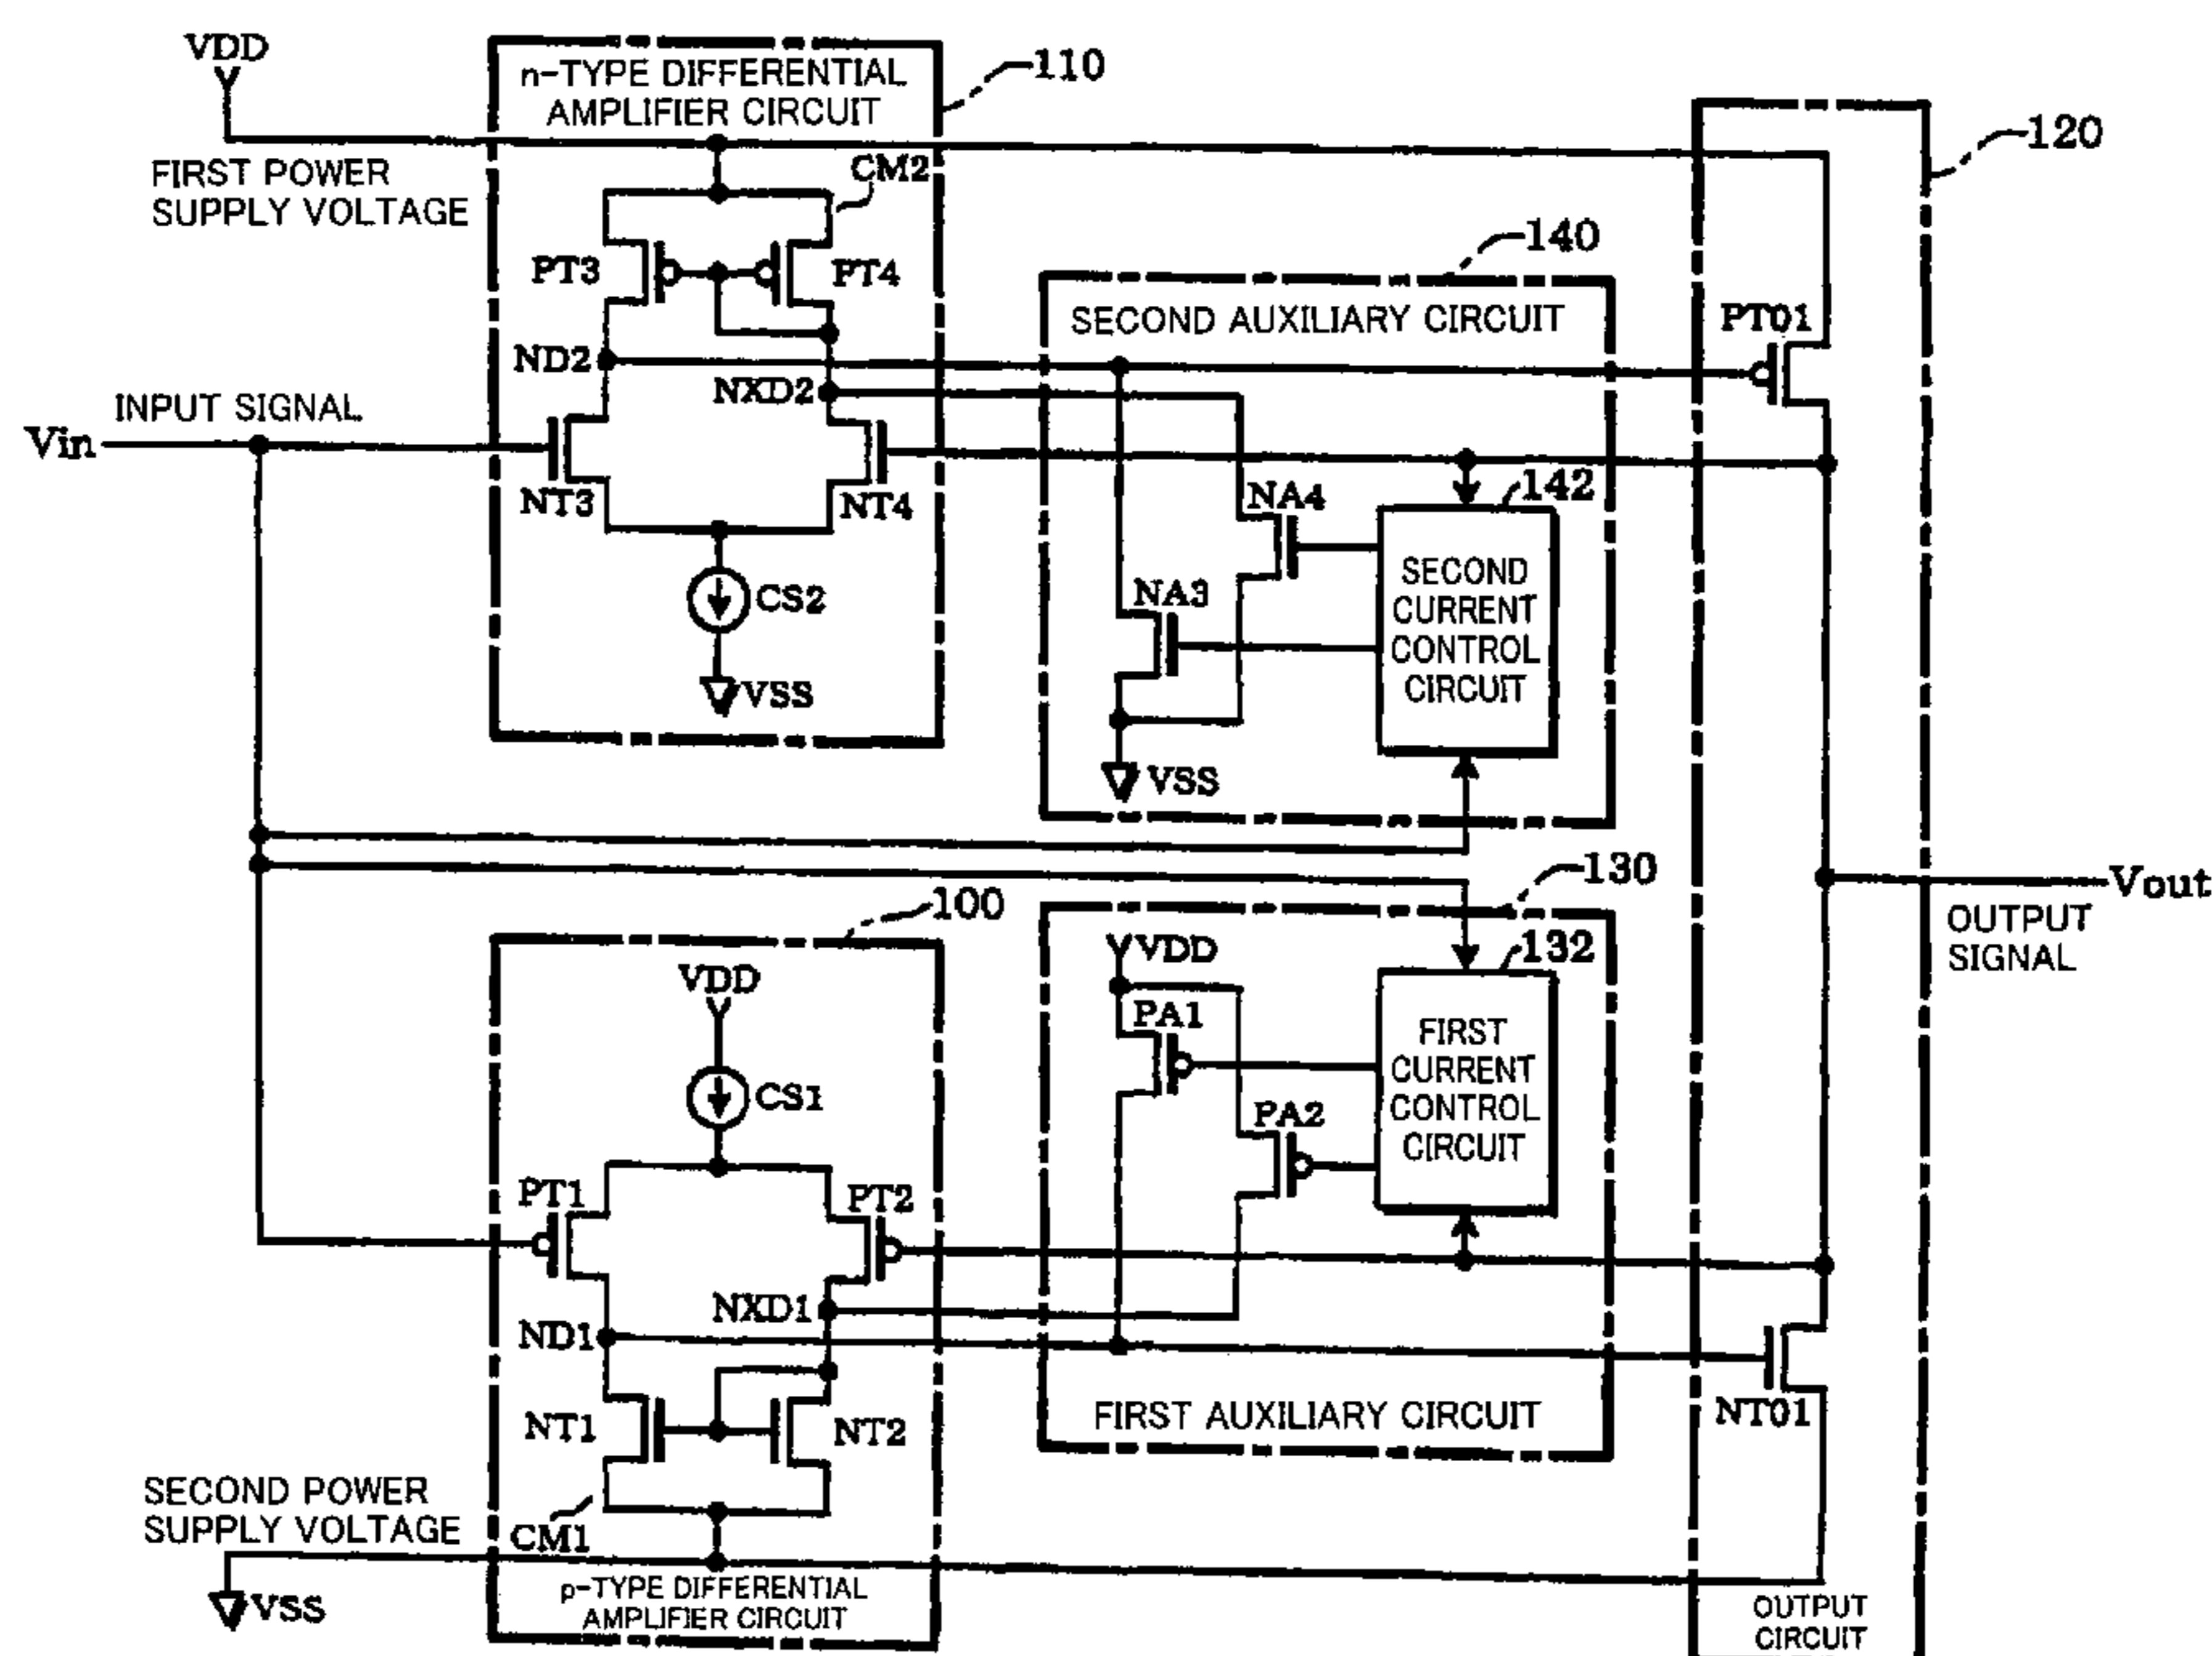 VDD
n-TYPE DIFFERENTIAL
AMPLIFIER CIRCUIT
110
120
FIRST POWER
SUPPLY VOLTAGE
CM2
140
PT3
PT4
SECOND AUXILIARY CIRCUIT
PT01
ND2
NXD2
INPUT SIGNAL
Vin
NT3
NT4
NA4
142
SECOND
CURRENT
CONTROL
CIRCUIT
CS2
NA3
VSS
VSS
130
Vout
OUTPUT
SIGNAL
100
VDD
VDD
132
PA1
FIRST
CURRENT
CONTROL
CIRCUIT
CS1
PA2
PT1
PT2
NXD1
ND1
NT1
NT2
FIRST AUXILIARY CIRCUIT
NT01
SECOND POWER
SUPPLY VOLTAGE
CM1
VSS
p-TYPE DIFFERENTIAL
AMPLIFIER CIRCUIT
OUTPUT
CIRCUIT